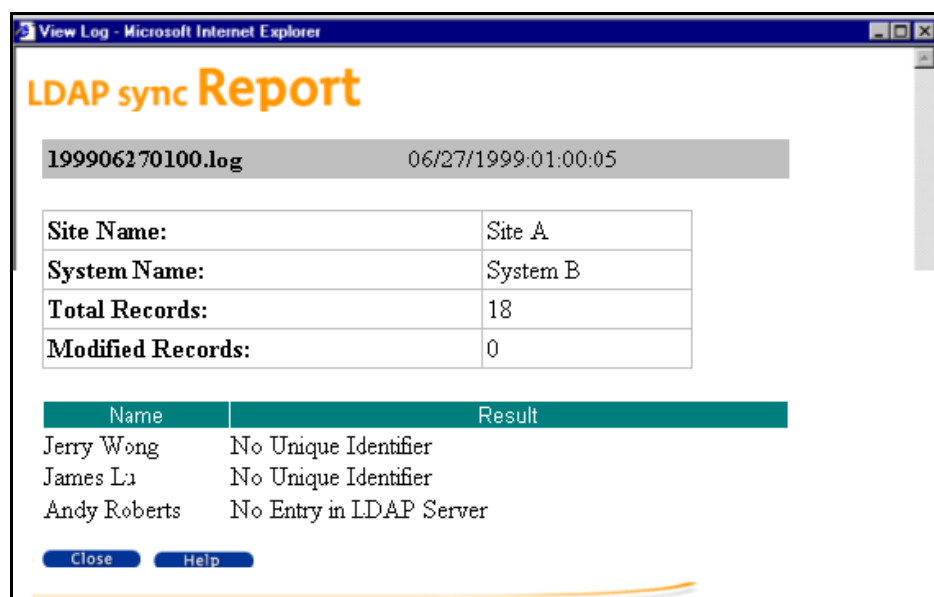 View Log - Microsoft Internet Explorer
LDAP sync Report
199906270100.log 06/27/1999:01:00:05
Site Name: Site A
System Name: System B
Total Records: 18
Modified Records: 0
Name Result
Jerry Wong No Unique Identifier
James Lu No Unique Identifier
Andy Roberts No Entry in LDAP Server
Close Help